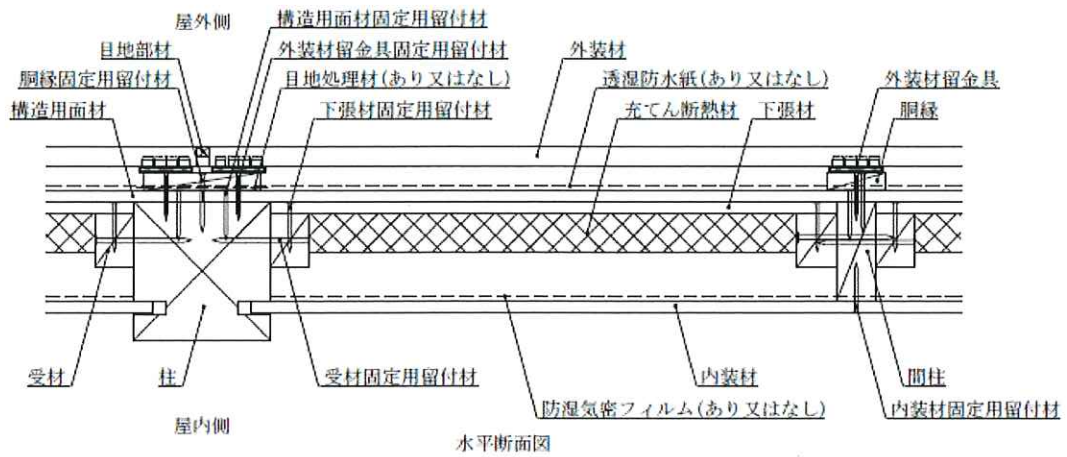 屋外側
構造用面材固定用留付材
目地部材
外装材留金具固定用留付材
外装材
胴縁固定用留付材
目地処理材(あり又はなし)
透湿防水紙(あり又はなし)
外装材留金具
構造用面材
下張材固定用留付材
充てん断熱材
下張材
胴縁
受材
柱
受材固定用留付材
内装材
間柱
防湿気密フィルム(あり又はなし)
内装材固定用留付材
屋内側
水平断面図